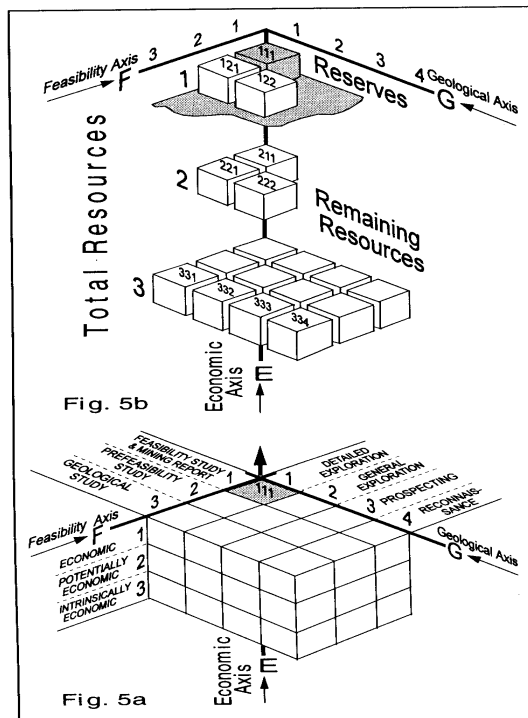 1
1
2
2
3
3
4
Feasibility Axis
F
Geological Axis
G
111
121
122
1
Reserves
Total Resources
211
221
222
2
Remaining
Resources
331
332
333
334
3
Economic
Axis
E
Fig. 5b
FEASIBILITY STUDY
& MINING REPORT
PREFEASIBILITY
STUDY
GEOLOGICAL
STUDY
DETAILED
EXPLORATION
GENERAL
EXPLORATION
PROSPECTING
RECONNAIS-
SANCE
1
1
2
2
3
3
4
111
Feasibility Axis
F
Geological Axis
G
ECONOMIC
1
POTENTIALLY
ECONOMIC
2
INTRINSICALLY
ECONOMIC
3
Economic
Axis
E
Fig. 5a